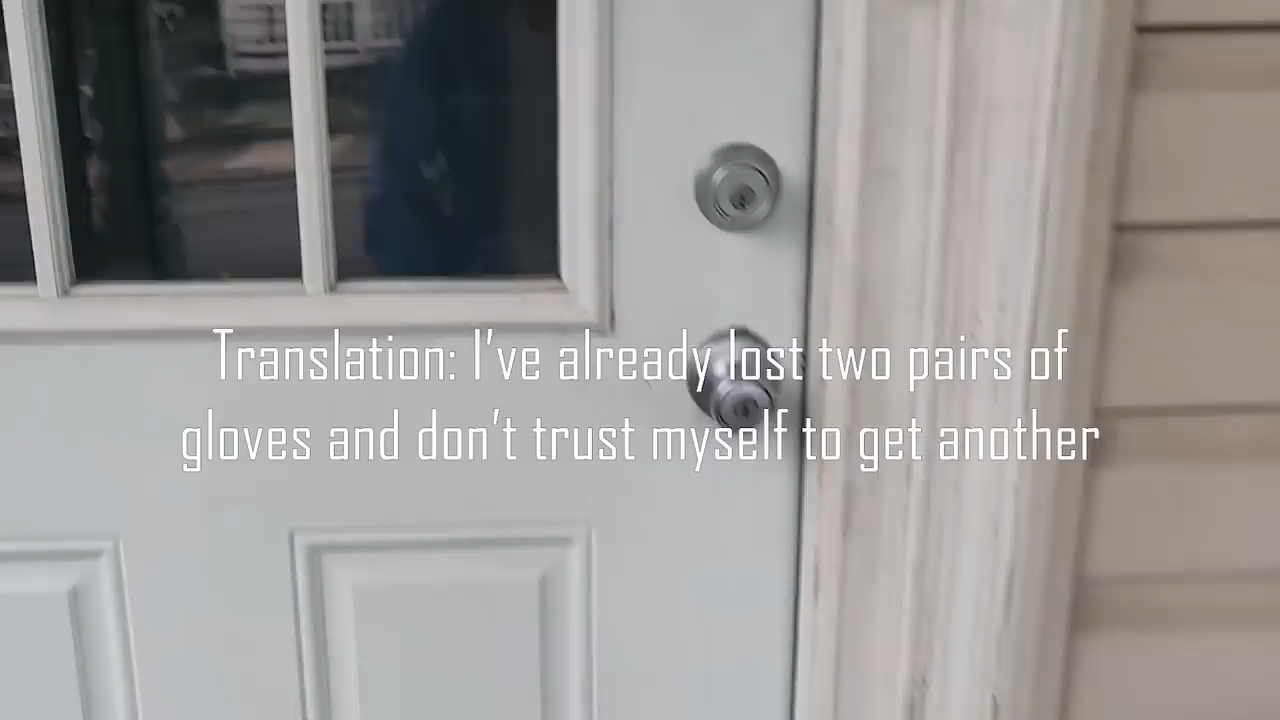 Translation: I've already lost two pairs of
gloves and don't trust myself to get another